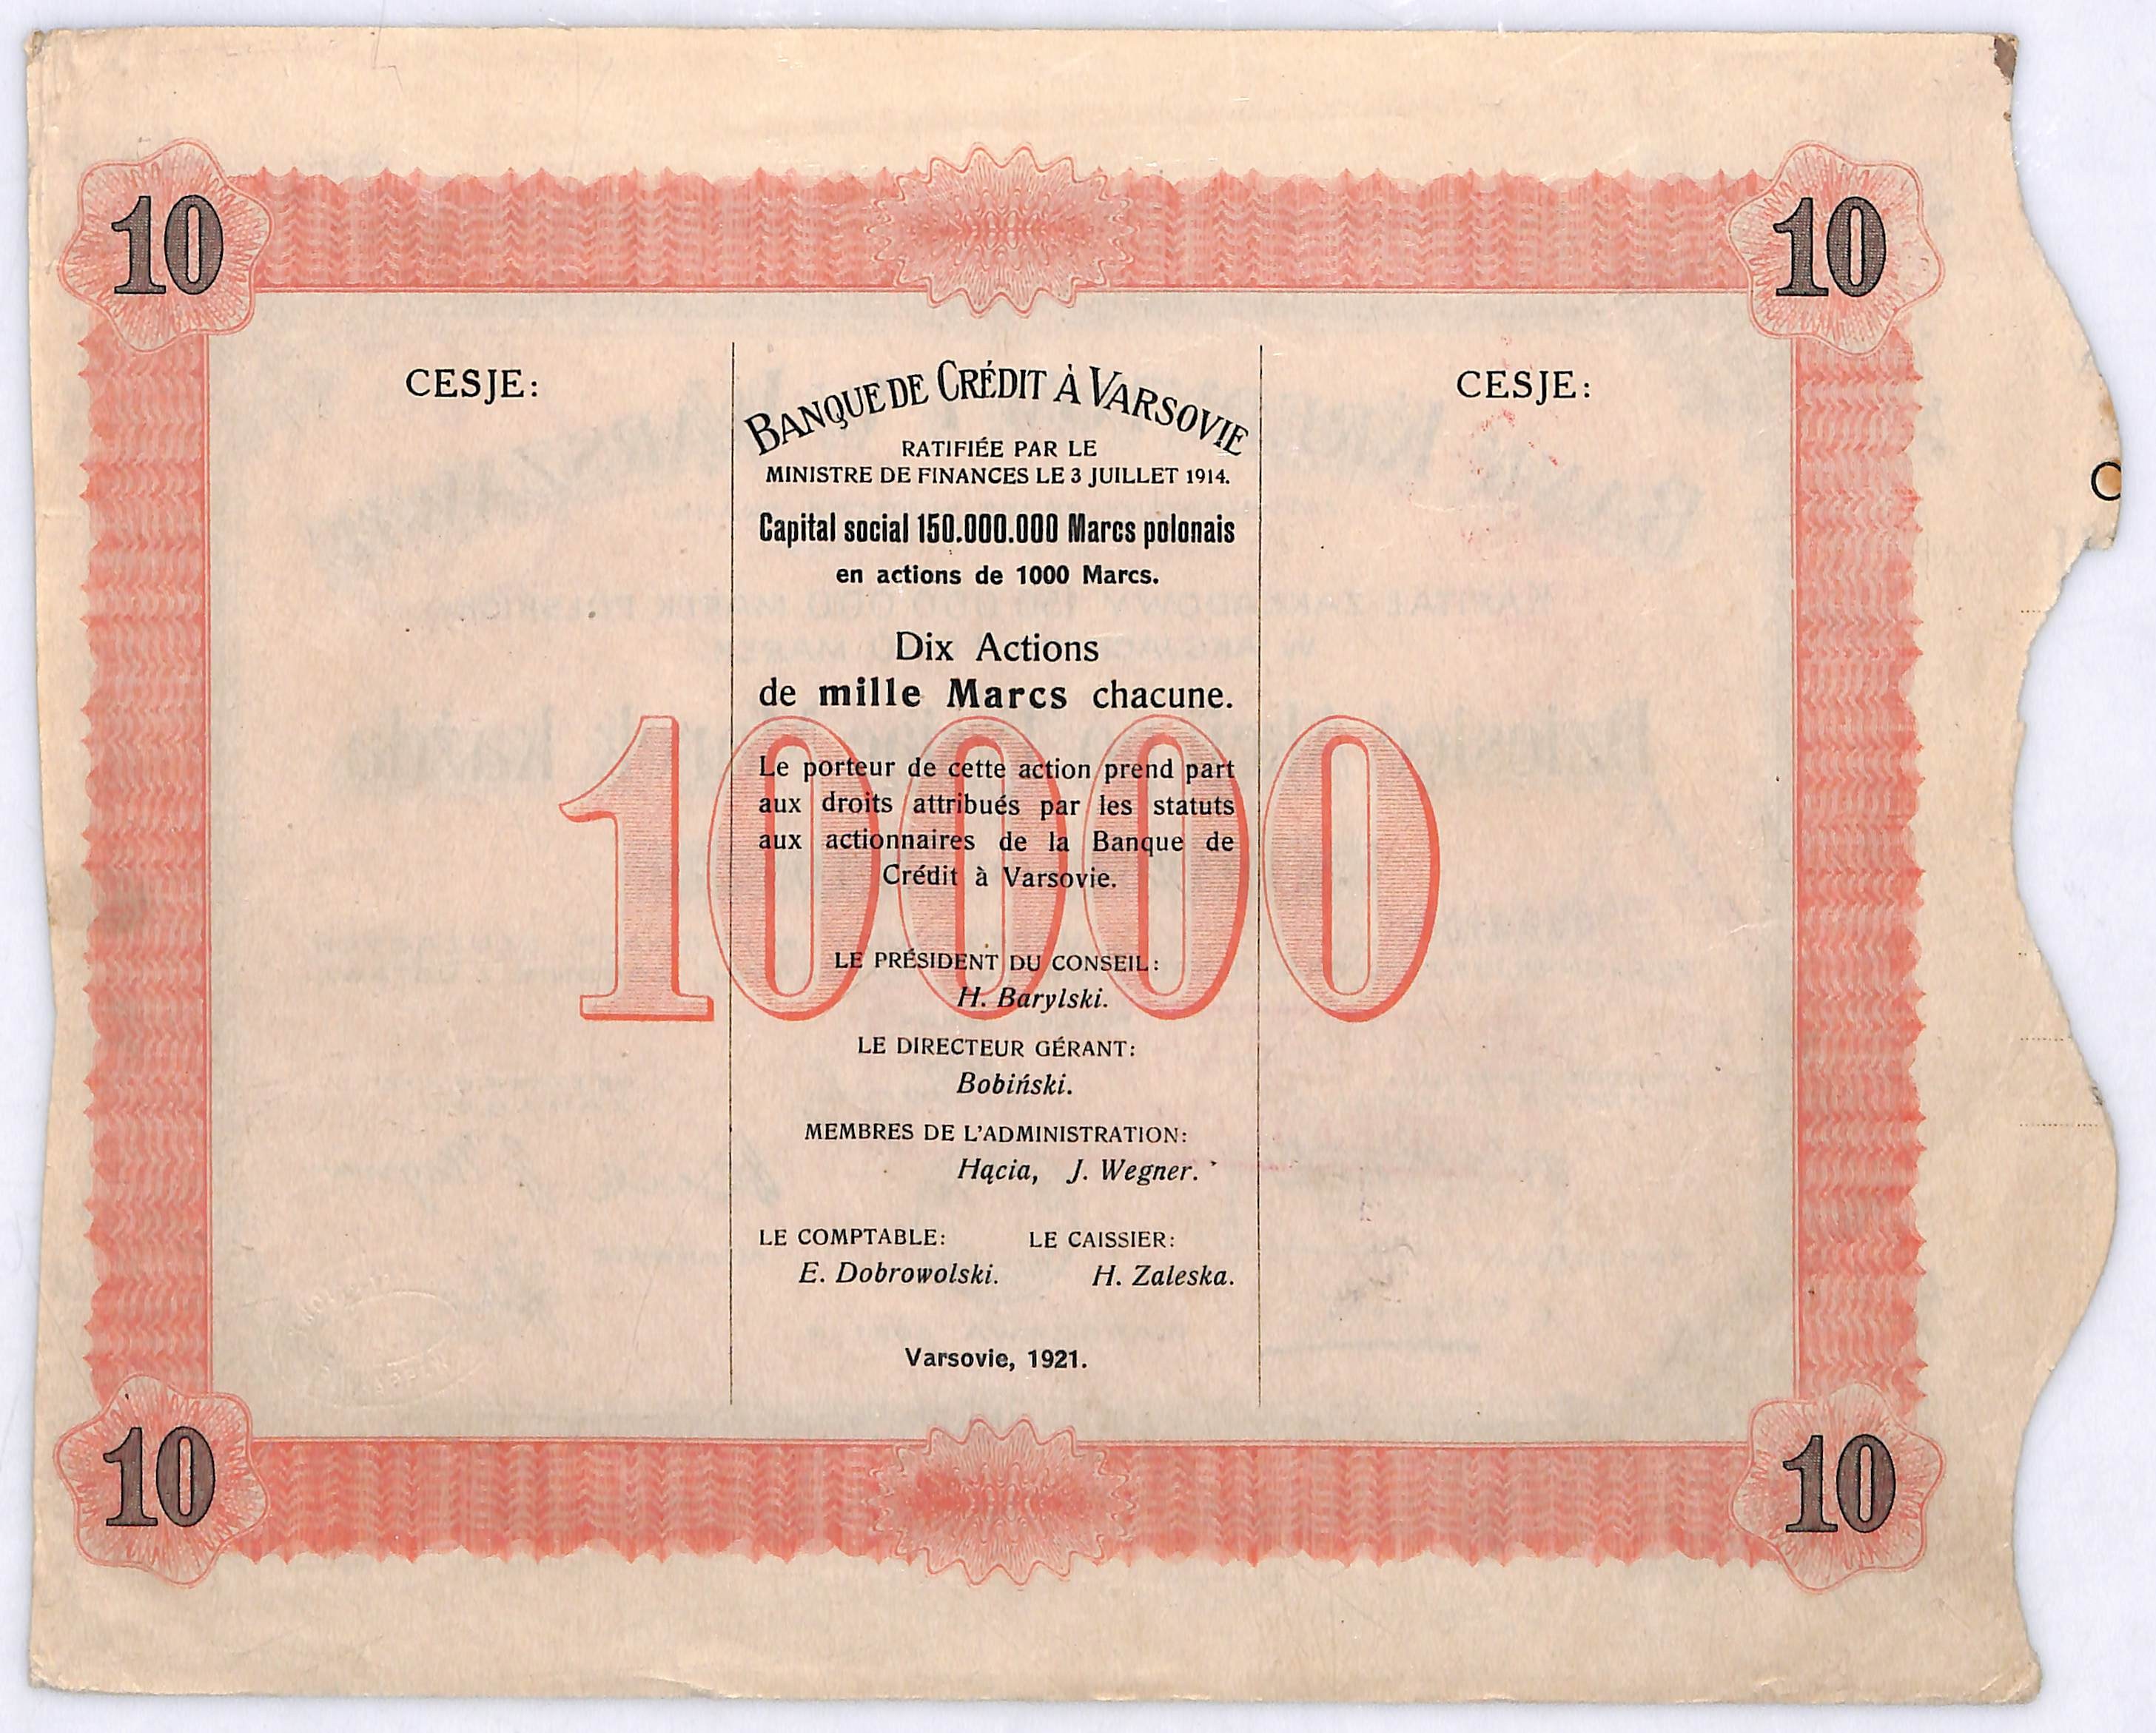 10
10
CESJE:
BANQUE DE CRÉDIT À VARSOVIE
RATIFIÉE PAR LE
MINISTRE DE FINANCES LE 3 JUILLET 1914.
Capital social 150.000.000 Marcs polonais
en actions de 1000 Marcs.
Dix Actions
de mille Marcs chacune.
10000
Le porteur de cette action prend part
aux droits attribués par les statuts
aux actionnaires de la Banque de
Crédit à Varsovie.
LE PRÉSIDENT DU CONSEIL:
H. Barylski.
LE DIRECTEUR GÉRANT:
Bobiński.
MEMBRES DE L'ADMINISTRATION:
Hącia, J. Wegner.
LE COMPTABLE: LE CAISSIER:
E. Dobrowolski. H. Zaleska.
Varsovie, 1921.
CESJE:
10
10